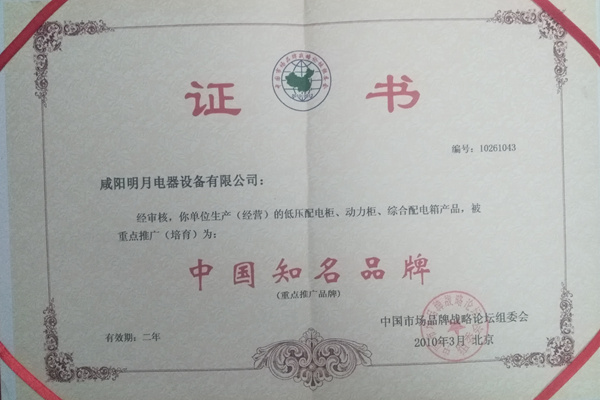 证 书
编号：10261043
咸阳明月电器设备有限公司：
经审核，你单位生产（经营）的低压配电柜、动力柜、综合配电箱产品，被
重点推广（培育）为：
中国知名品牌
(重点推广品牌)
中国市场品牌战略论坛组委会
有效期：二年
2010年3月 北京